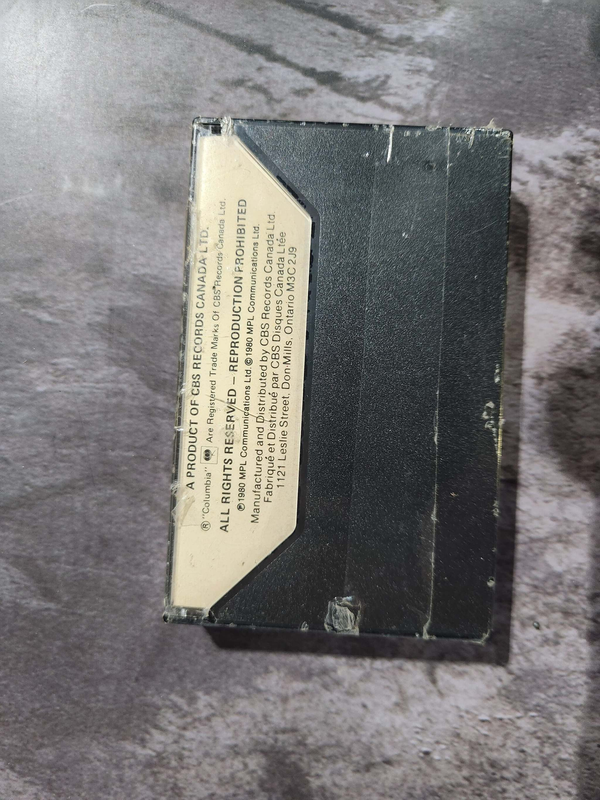 A PRODUCT OF CBS RECORDS CANADA LTD.
® "Columbia" Are Registered Trade Marks Of CBS Records Canada Ltd.
ALL RIGHTS RESERVED — REPRODUCTION PROHIBITED
℗1980 MPL Communications Ltd. ©1980 MPL Communications Ltd.
Manufactured and Distributed by CBS Records Canada Ltd.
Fabriqué et Distribué par CBS Disques Canada Ltée
1121 Leslie Street, Don Mills, Ontario M3C 2J9